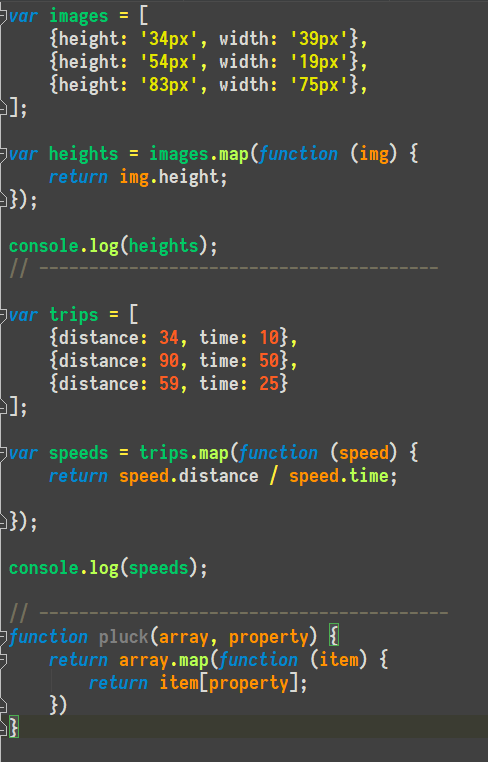 var images = [
    {height: '34px', width: '39px'},
    {height: '54px', width: '19px'},
    {height: '83px', width: '75px'},
];
var heights = images.map(function (img) {
    return img.height;
});
console.log(heights);
// ----------------------------------------
var trips = [
    {distance: 34, time: 10},
    {distance: 90, time: 50},
    {distance: 59, time: 25}
];
var speeds = trips.map(function (speed) {
    return speed.distance / speed.time;
});
console.log(speeds);
// -----------------------------------------
function pluck(array, property) {
    return array.map(function (item) {
        return item[property];
    })
}